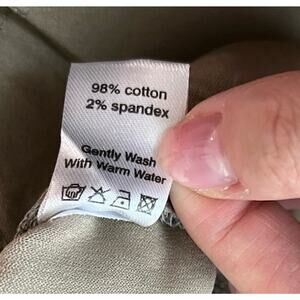 98% cotton
2% spandex
Gently Wash
With Warm Water